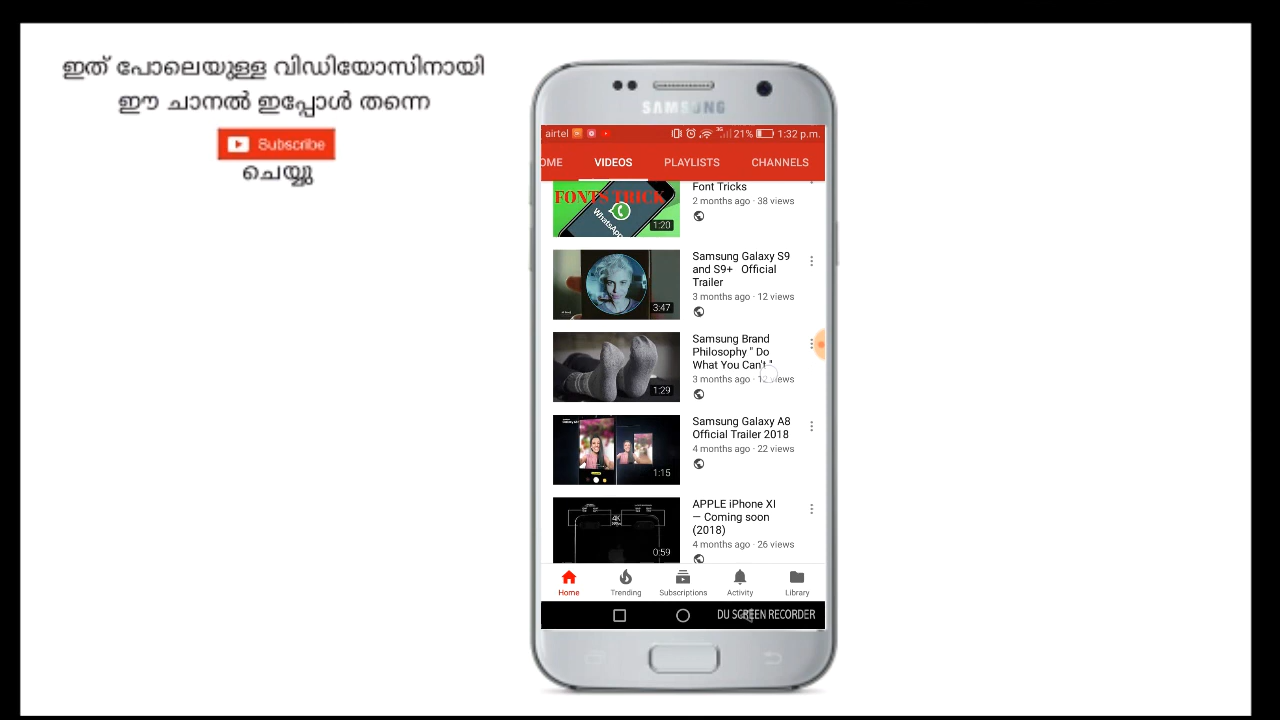 ഇത് പോലെയുള്ള വിഡിയോസിനായി
ഈ ചാനൽ ഇപ്പോൾ തന്നെ
Subscribe
ചെയ്യു
SAMSUNG
airtel 3G 21% 1:32 p.m.
OME VIDEOS PLAYLISTS CHANNELS
FONTS TRICK
WhatsApp
1:20
Font Tricks
2 months ago · 38 views
3:47
Samsung Galaxy S9
and S9+ Official
Trailer
3 months ago · 12 views
1:29
Samsung Brand
Philosophy " Do
What You Can't "
3 months ago · 12 views
1:15
Samsung Galaxy A8
Official Trailer 2018
4 months ago · 22 views
4K
0:59
APPLE iPhone XI
— Coming soon
(2018)
4 months ago · 26 views
Home Trending Subscriptions Activity Library
DU SCREEN RECORDER